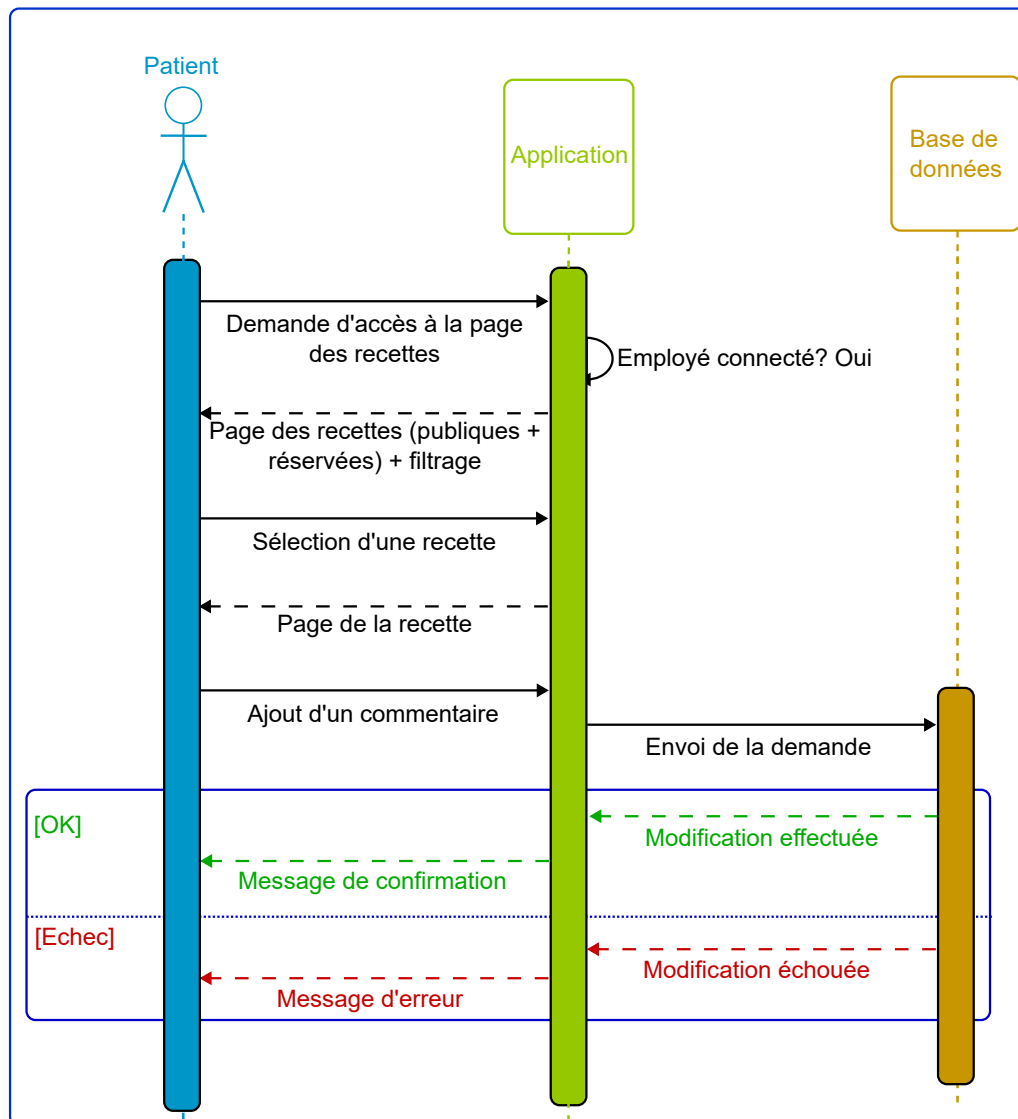 Patient
Application
Base de
données
Demande d'accès à la page
des recettes
Employé connecté? Oui
Page des recettes (publiques +
réservées) + filtrage
Sélection d'une recette
Page de la recette
Ajout d'un commentaire
Envoi de la demande
[OK]
Modification effectuée
Message de confirmation
[Echec]
Modification échouée
Message d'erreur